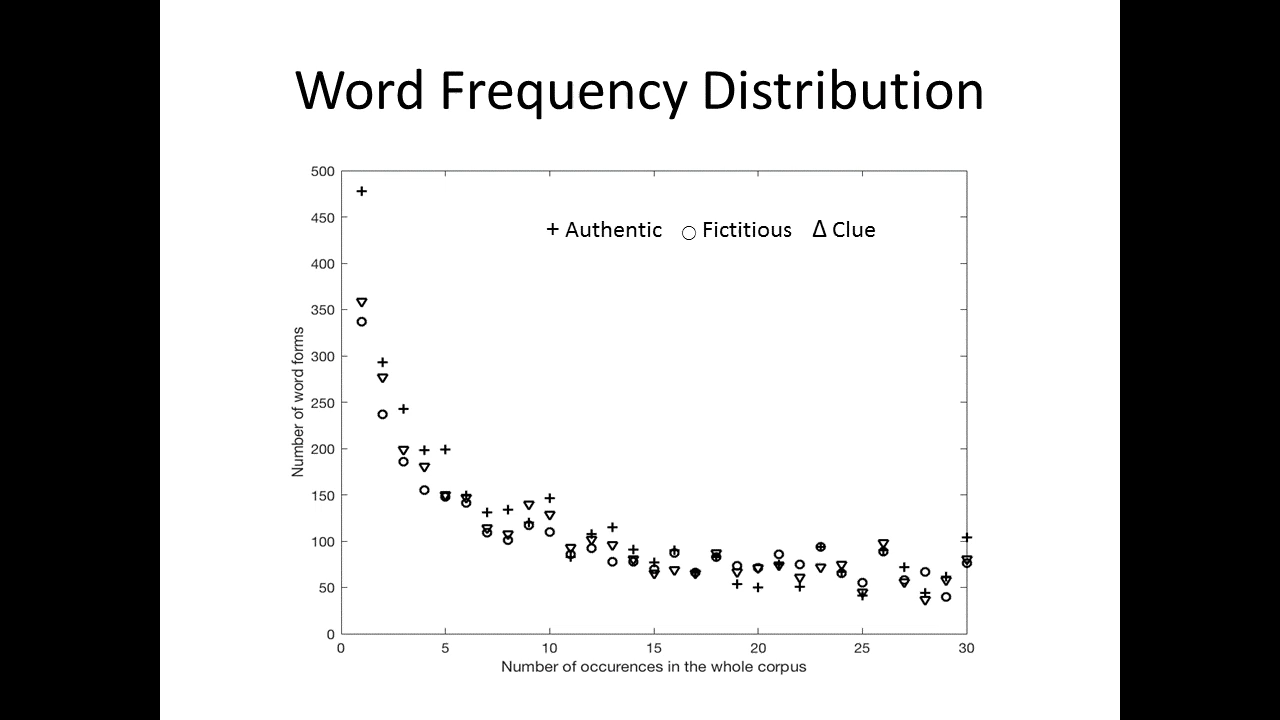 Word Frequency Distribution
500
450
400
350
300
250
200
150
100
50
0
Number of word forms
+ Authentic ○ Fictitious Δ Clue
0 5 10 15 20 25 30
Number of occurences in the whole corpus